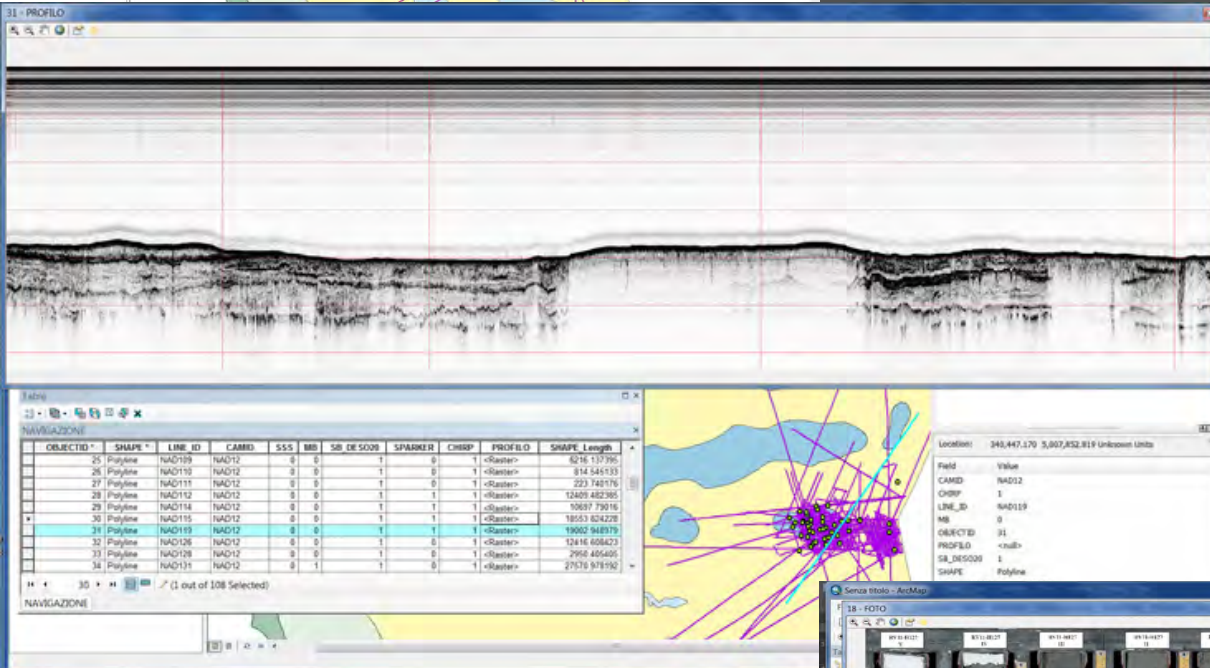 31 - PROFILO
NAVIGAZIONE
OBJECTID * SHAPE * LINE_ID CAMID SSS MB SB_DESO20 SPARKER CHIRP PROFILO SHAPE_Length
25 Polyline NAD109 NAD12 0 0 1 0 1 <Raster> 6216.137395
26 Polyline NAD110 NAD12 0 0 1 0 1 <Raster> 814.545133
27 Polyline NAD111 NAD12 0 0 1 0 1 <Raster> 223.740176
28 Polyline NAD112 NAD12 0 0 1 1 1 <Raster> 12409.482385
29 Polyline NAD114 NAD12 0 0 1 1 1 <Raster> 10697.79016
30 Polyline NAD115 NAD12 0 0 1 1 1 <Raster> 18553.824228
31 Polyline NAD119 NAD12 0 0 1 1 1 <Raster> 19002.948979
32 Polyline NAD126 NAD12 0 0 1 0 1 <Raster> 12416.608423
33 Polyline NAD128 NAD12 0 0 1 0 1 <Raster> 2950.405405
34 Polyline NAD131 NAD12 0 1 1 1 1 <Raster> 27570.978192
30 (1 out of 108 Selected)
NAVIGAZIONE
Location: 340,447.170 5,007,852.819 Unknown Units
Field Value
CAMID NAD12
CHIRP 1
LINE_ID NAD119
MB 0
OBJECTID 31
PROFILO <null>
SB_DESO20 1
SHAPE Polyline
Senza titolo - ArcMap
18 - FOTO